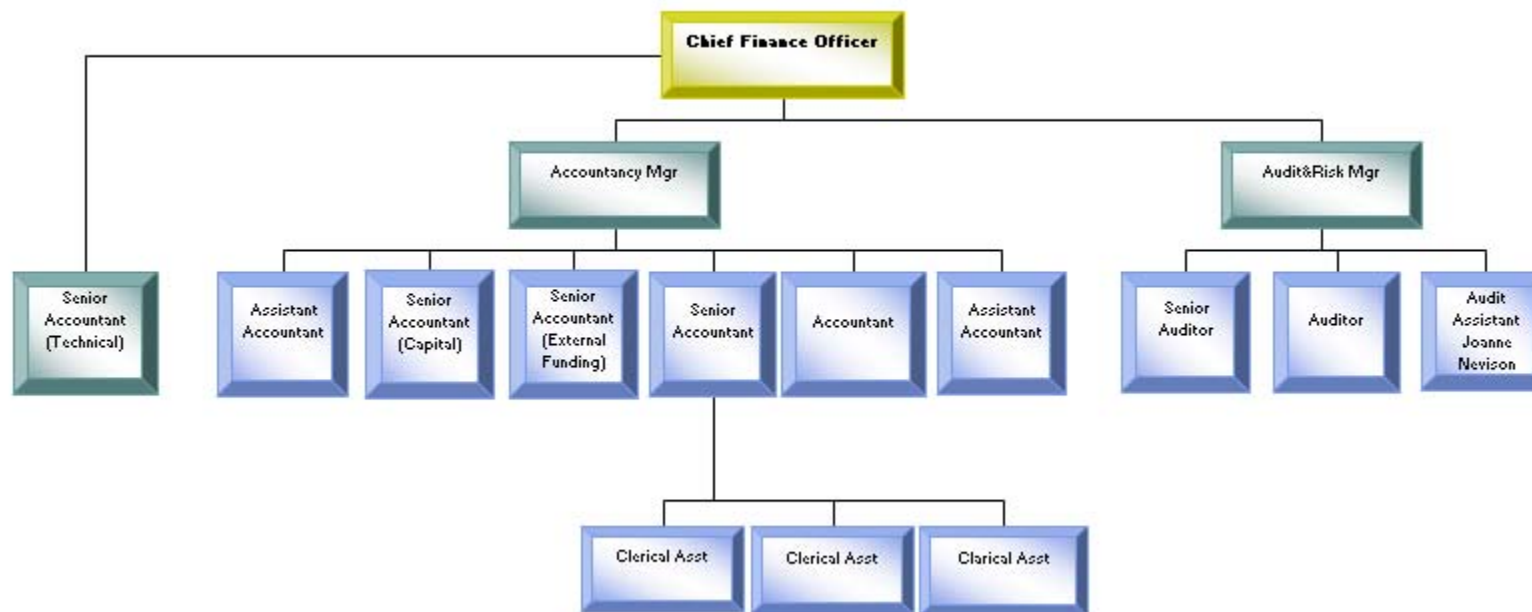 Chief Finance Officer
Accountancy Mgr
Audit&Risk Mgr
Senior
Accountant
(Technical)
Assistant
Accountant
Senior
Accountant
(Capital)
Senior
Accountant
(External
Funding)
Senior
Accountant
Accountant
Assistant
Accountant
Senior
Auditor
Auditor
Audit
Assistant
Joanne
Nevison
Clerical Asst
Clerical Asst
Clarical Asst